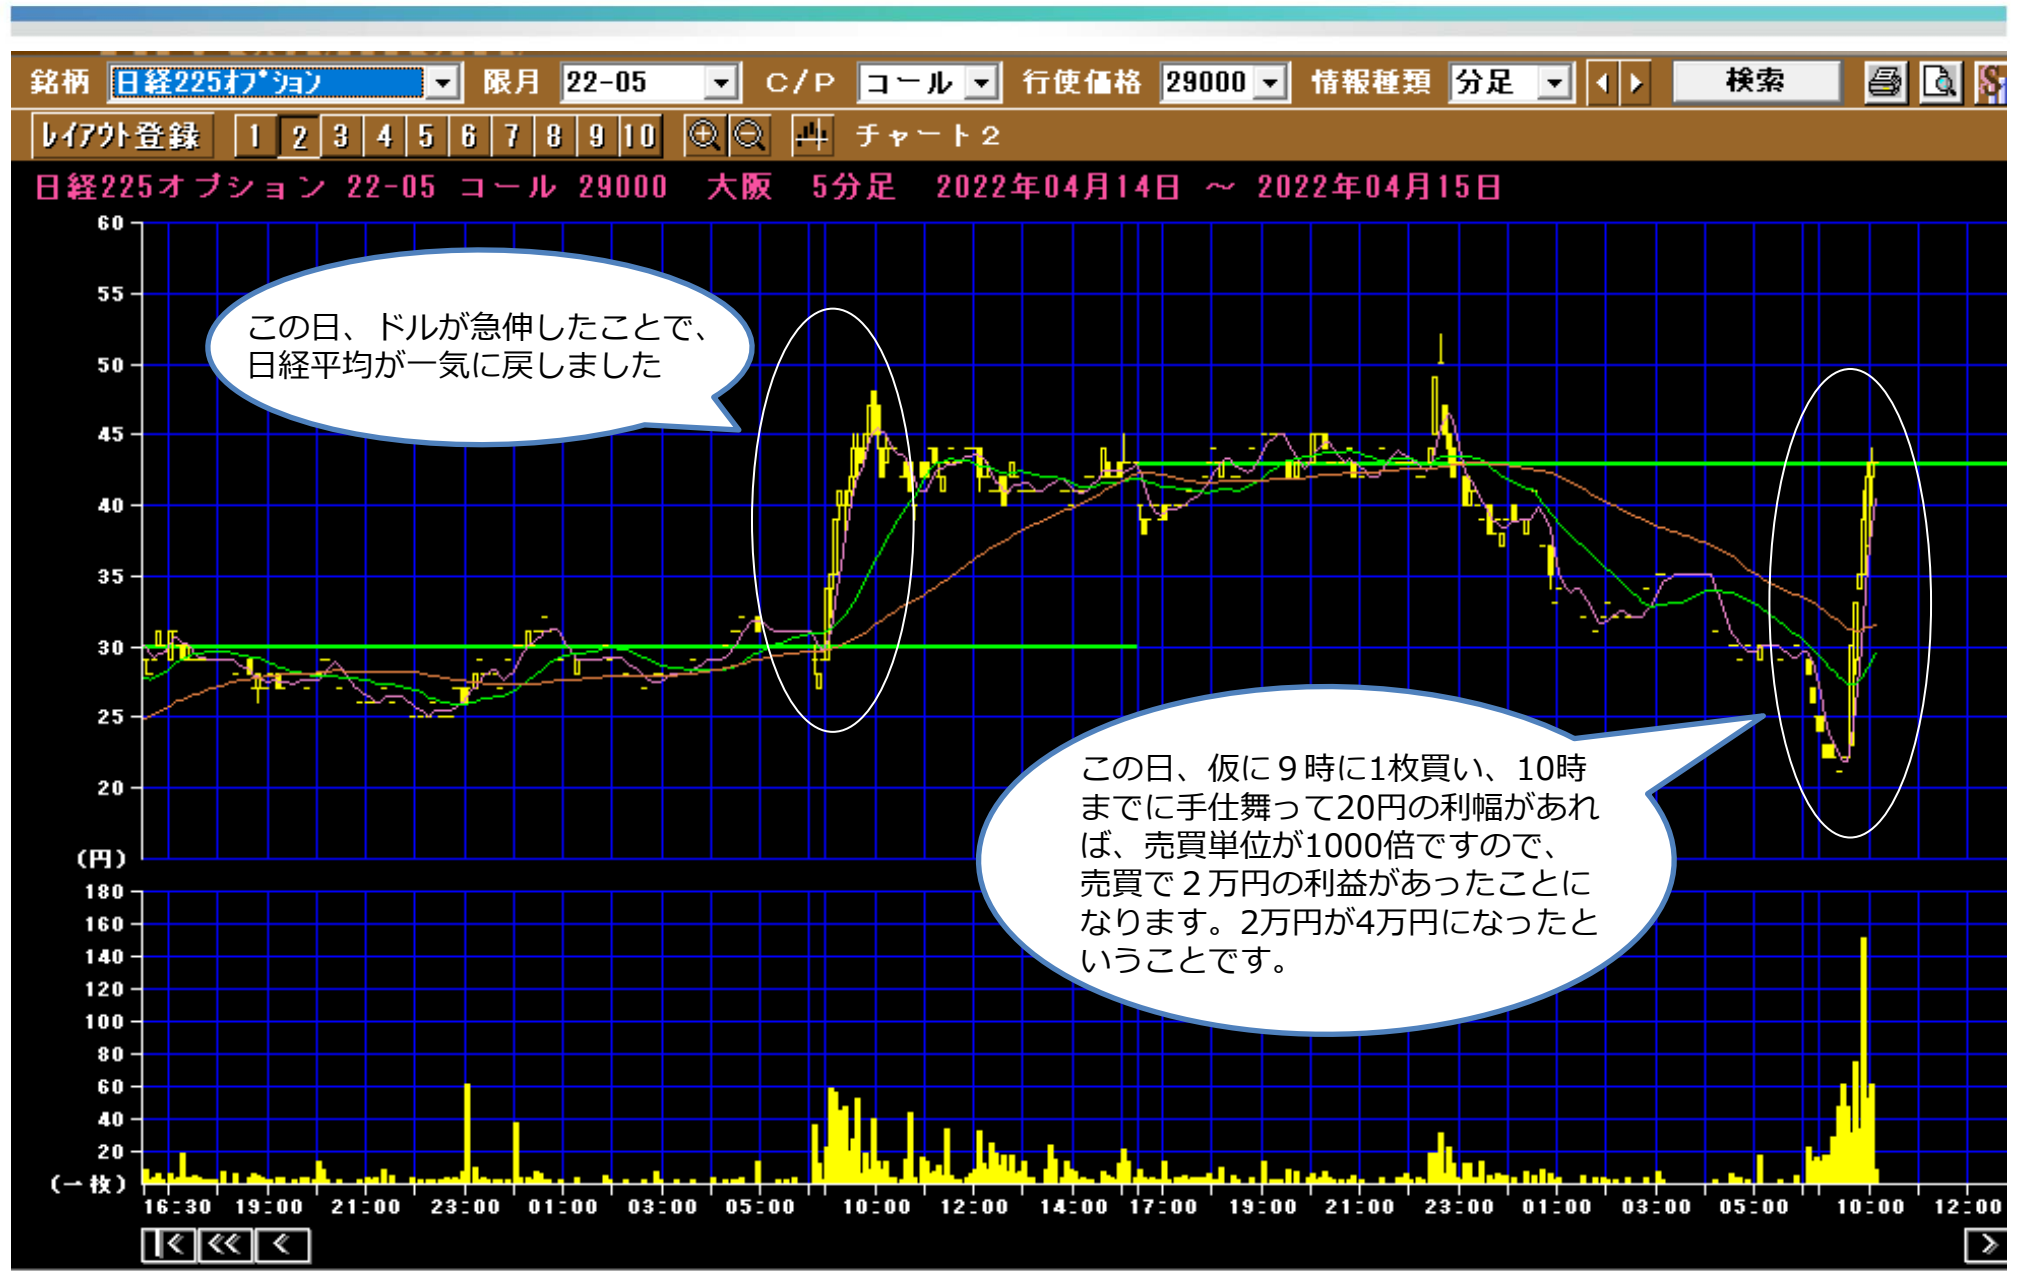 銘柄 日経225ｵﾌﾟｼｮﾝ 限月 22-05 C/P コール 行使価格 29000 情報種類 分足 検索
ﾚｲｱｳﾄ登録 1 2 3 4 5 6 7 8 9 10 チャート2
日経225オプション 22-05 コール 29000 大阪 5分足 2022年04月14日 ～ 2022年04月15日
60
55
50
45
40
35
30
25
20
(円)
この日、ドルが急伸したことで、
日経平均が一気に戻しました
この日、仮に９時に1枚買い、10時
までに手仕舞って20円の利幅があれ
ば、売買単位が1000倍ですので、
売買で２万円の利益があったことに
なります。2万円が4万円になったと
いうことです。
180
160
140
120
100
80
60
40
20
(一枚)
16:30 19:00 21:00 23:00 01:00 03:00 05:00 10:00 12:00 14:00 17:00 19:00 21:00 23:00 01:00 03:00 05:00 10:00 12:00